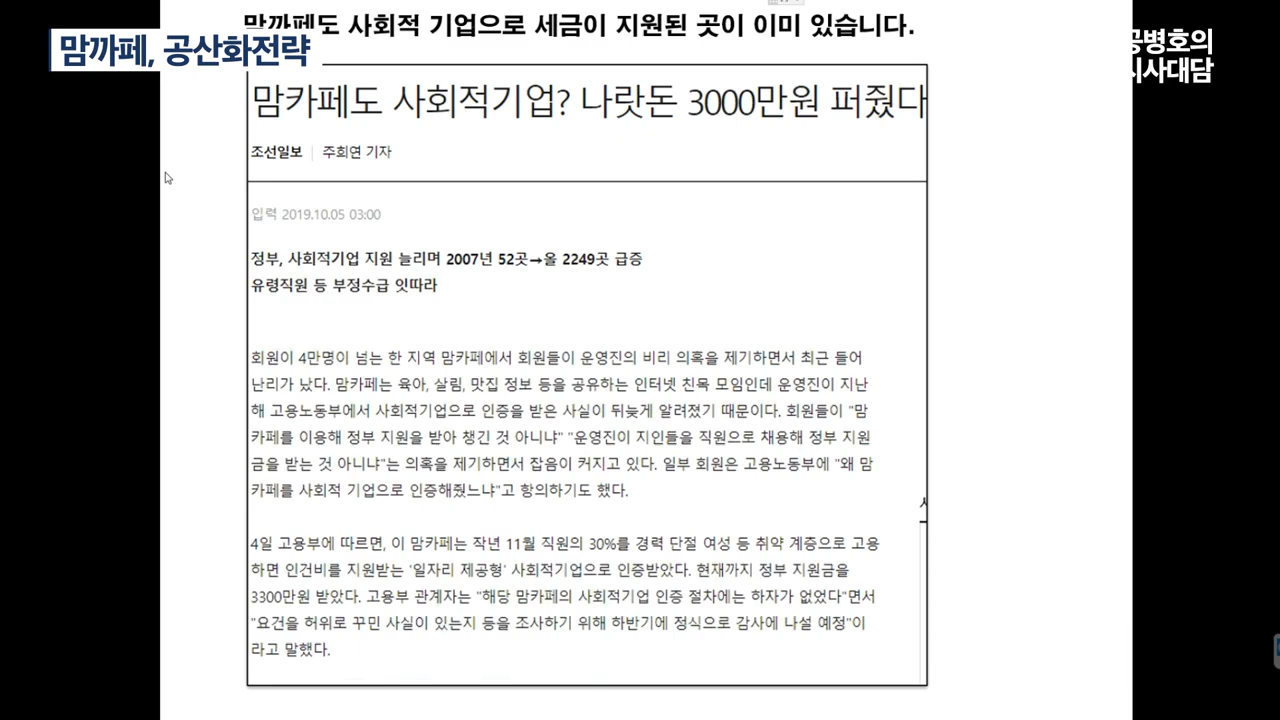 맘까페도 사회적 기업으로 세금이 지원된 곳이 이미 있습니다.
맘까페, 공산화전략
공병호의
시사대담
맘카페도 사회적기업? 나랏돈 3000만원 퍼줬다
조선일보 | 주희연 기자
입력 2019.10.05 03:00
정부, 사회적기업 지원 늘리며 2007년 52곳→올 2249곳 급증
유령직원 등 부정수급 잇따라
회원이 4만명이 넘는 한 지역 맘카페에서 회원들이 운영진의 비리 의혹을 제기하면서 최근 들어
난리가 났다. 맘카페는 육아, 살림, 맛집 정보 등을 공유하는 인터넷 친목 모임인데 운영진이 지난
해 고용노동부에서 사회적기업으로 인증을 받은 사실이 뒤늦게 알려졌기 때문이다. 회원들이 "맘
카페를 이용해 정부 지원을 받아 챙긴 것 아니냐" "운영진이 지인들을 직원으로 채용해 정부 지원
금을 받는 것 아니냐"는 의혹을 제기하면서 잡음이 커지고 있다. 일부 회원은 고용노동부에 "왜 맘
카페를 사회적 기업으로 인증해줬느냐"고 항의하기도 했다.
4일 고용부에 따르면, 이 맘카페는 작년 11월 직원의 30%를 경력 단절 여성 등 취약 계층으로 고용
하면 인건비를 지원받는 '일자리 제공형' 사회적기업으로 인증받았다. 현재까지 정부 지원금을
3300만원 받았다. 고용부 관계자는 "해당 맘카페의 사회적기업 인증 절차에는 하자가 없었다"면서
"요건을 허위로 꾸민 사실이 있는지 등을 조사하기 위해 하반기에 정식으로 감사에 나설 예정"이
라고 말했다.